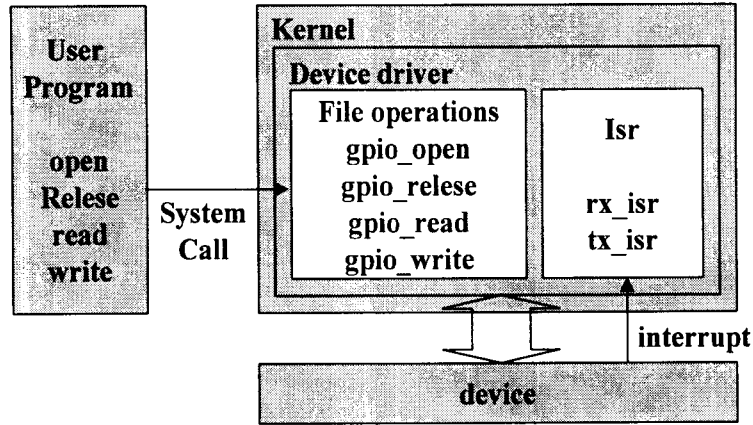 User
Program
open
Relese
read
write
System
Call
Kernel
Device driver
File operations
gpio_open
gpio_relese
gpio_read
gpio_write
Isr
rx_isr
tx_isr
interrupt
device